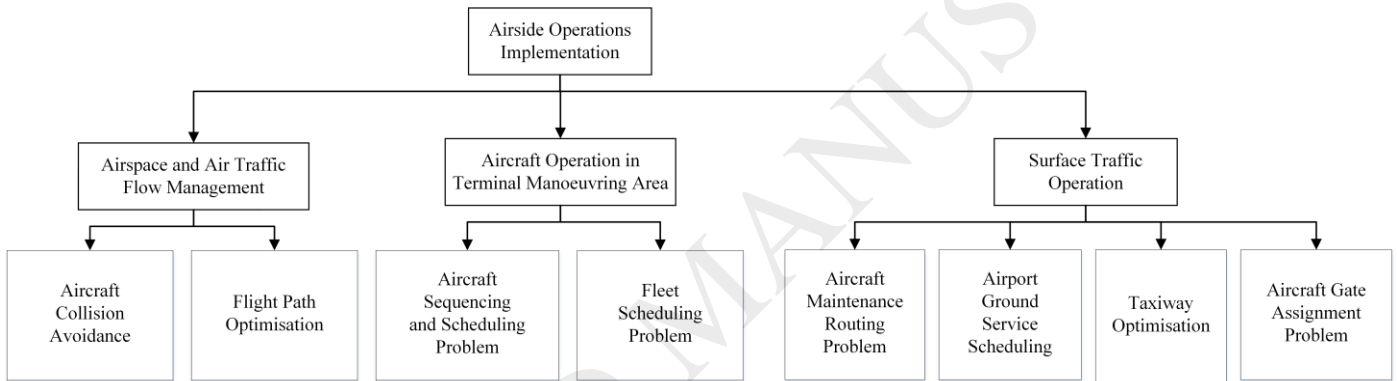 Airside Operations
Implementation
Airspace and Air Traffic
Flow Management
Aircraft Operation in
Terminal Manoeuvring Area
Surface Traffic
Operation
Aircraft
Collision
Avoidance
Flight Path
Optimisation
Aircraft
Sequencing
and Scheduling
Problem
Fleet
Scheduling
Problem
Aircraft
Maintenance
Routing
Problem
Airport
Ground
Service
Scheduling
Taxiway
Optimisation
Aircraft Gate
Assignment
Problem
D MANUS